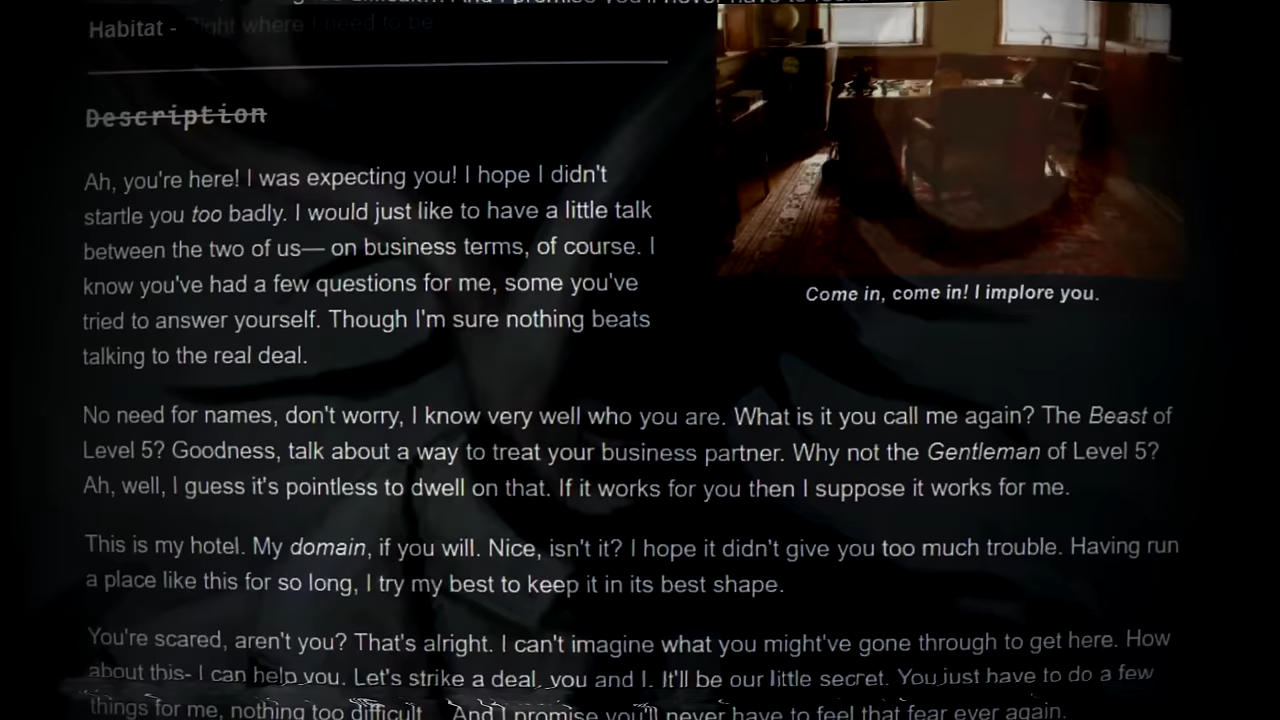 Habitat - Right where I need to be
Description
Ah, you're here! I was expecting you! I hope I didn't
startle you too badly. I would just like to have a little talk
between the two of us— on business terms, of course. I
know you've had a few questions for me, some you've
tried to answer yourself. Though I'm sure nothing beats
talking to the real deal.
Come in, come in! I implore you.
No need for names, don't worry, I know very well who you are. What is it you call me again? The Beast of
Level 5? Goodness, talk about a way to treat your business partner. Why not the Gentleman of Level 5?
Ah, well, I guess it's pointless to dwell on that. If it works for you then I suppose it works for me.
This is my hotel. My domain, if you will. Nice, isn't it? I hope it didn't give you too much trouble. Having run
a place like this for so long, I try my best to keep it in its best shape.
You're scared, aren't you? That's alright. I can't imagine what you might've gone through to get here. How
about this- I can help you. Let's strike a deal, you and I. It'll be our little secret. You just have to do a few
things for me, nothing too difficult... And I promise you'll never have to feel that fear ever again.